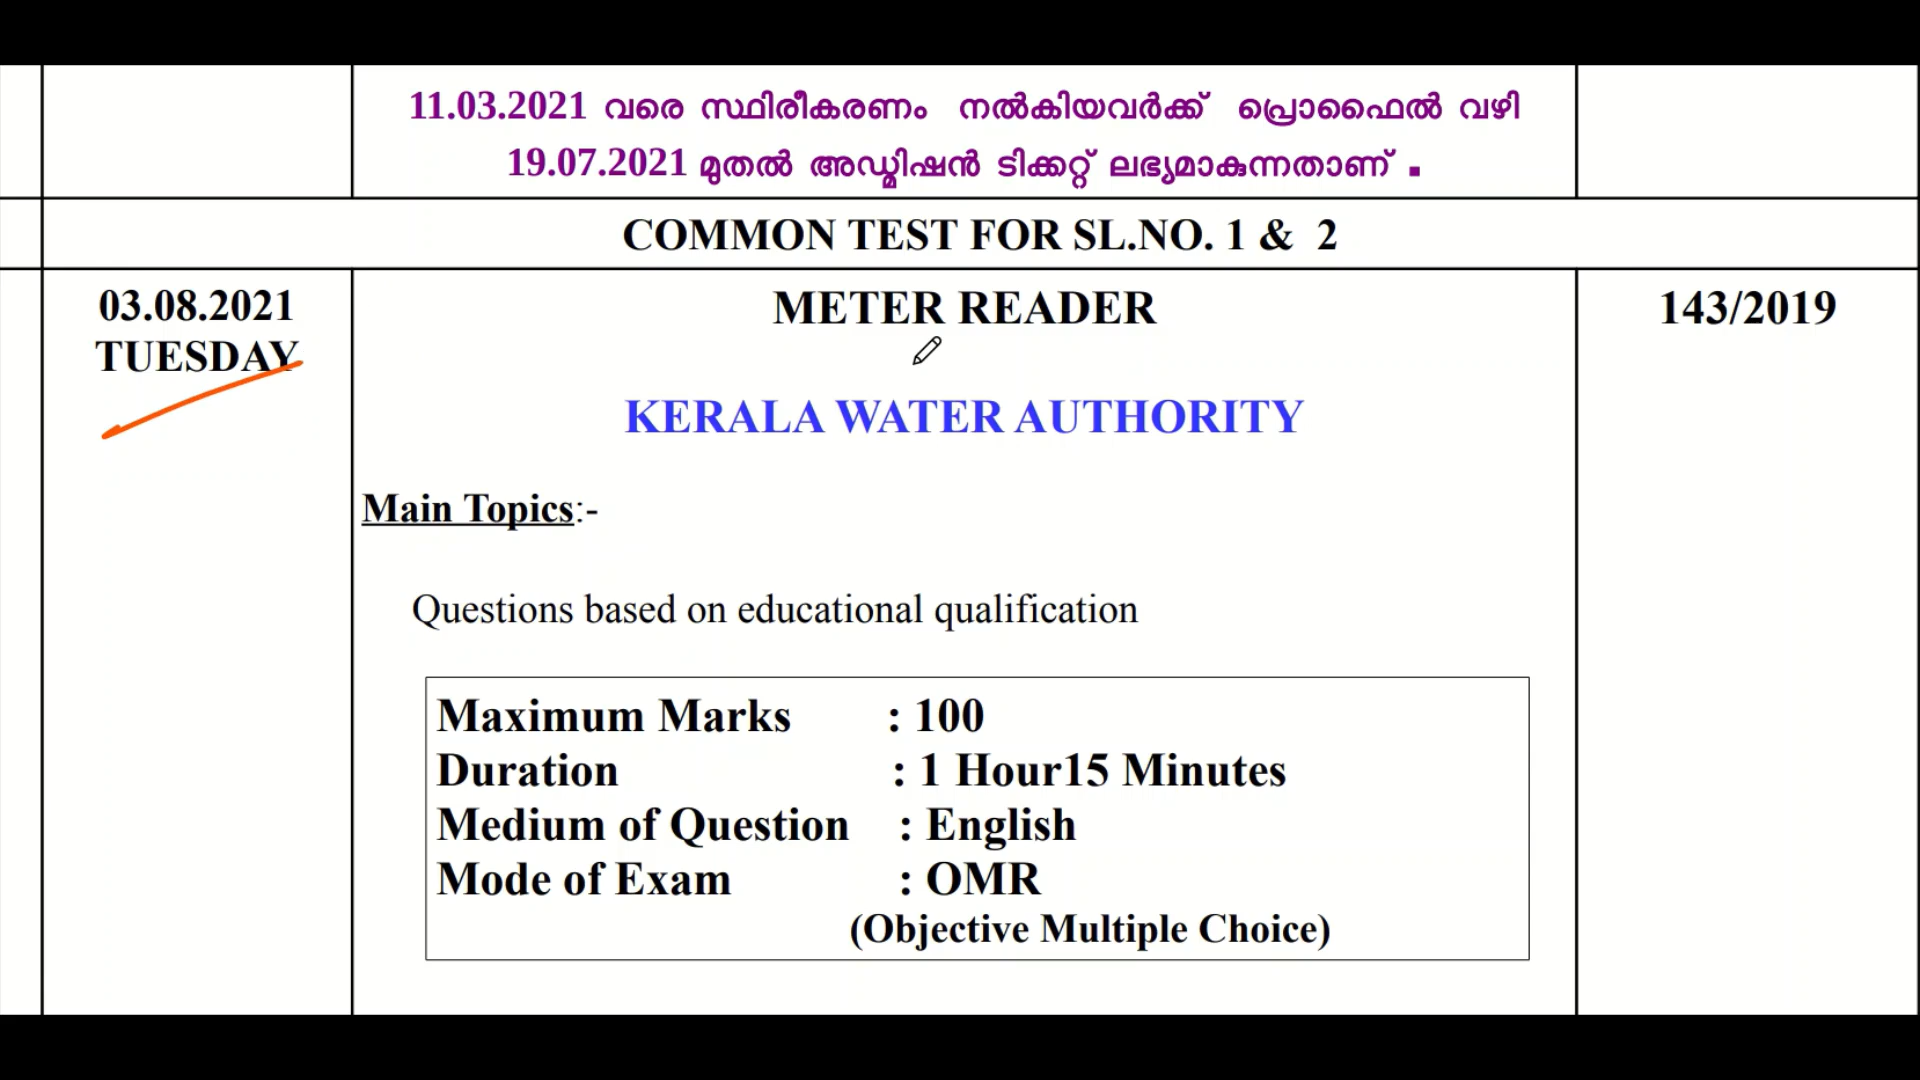 11.03.2021 വരെ സ്ഥിരീകരണം നൽകിയവർക്ക് പ്രൊഫൈൽ വഴി
19.07.2021 മുതൽ അഡ്മിഷൻ ടിക്കറ്റ് ലഭ്യമാകുന്നതാണ് .
COMMON TEST FOR SL.NO. 1 & 2
03.08.2021
TUESDAY
METER READER
143/2019
KERALA WATER AUTHORITY
Main Topics:-
Questions based on educational qualification
Maximum Marks : 100
Duration : 1 Hour15 Minutes
Medium of Question : English
Mode of Exam : OMR
(Objective Multiple Choice)